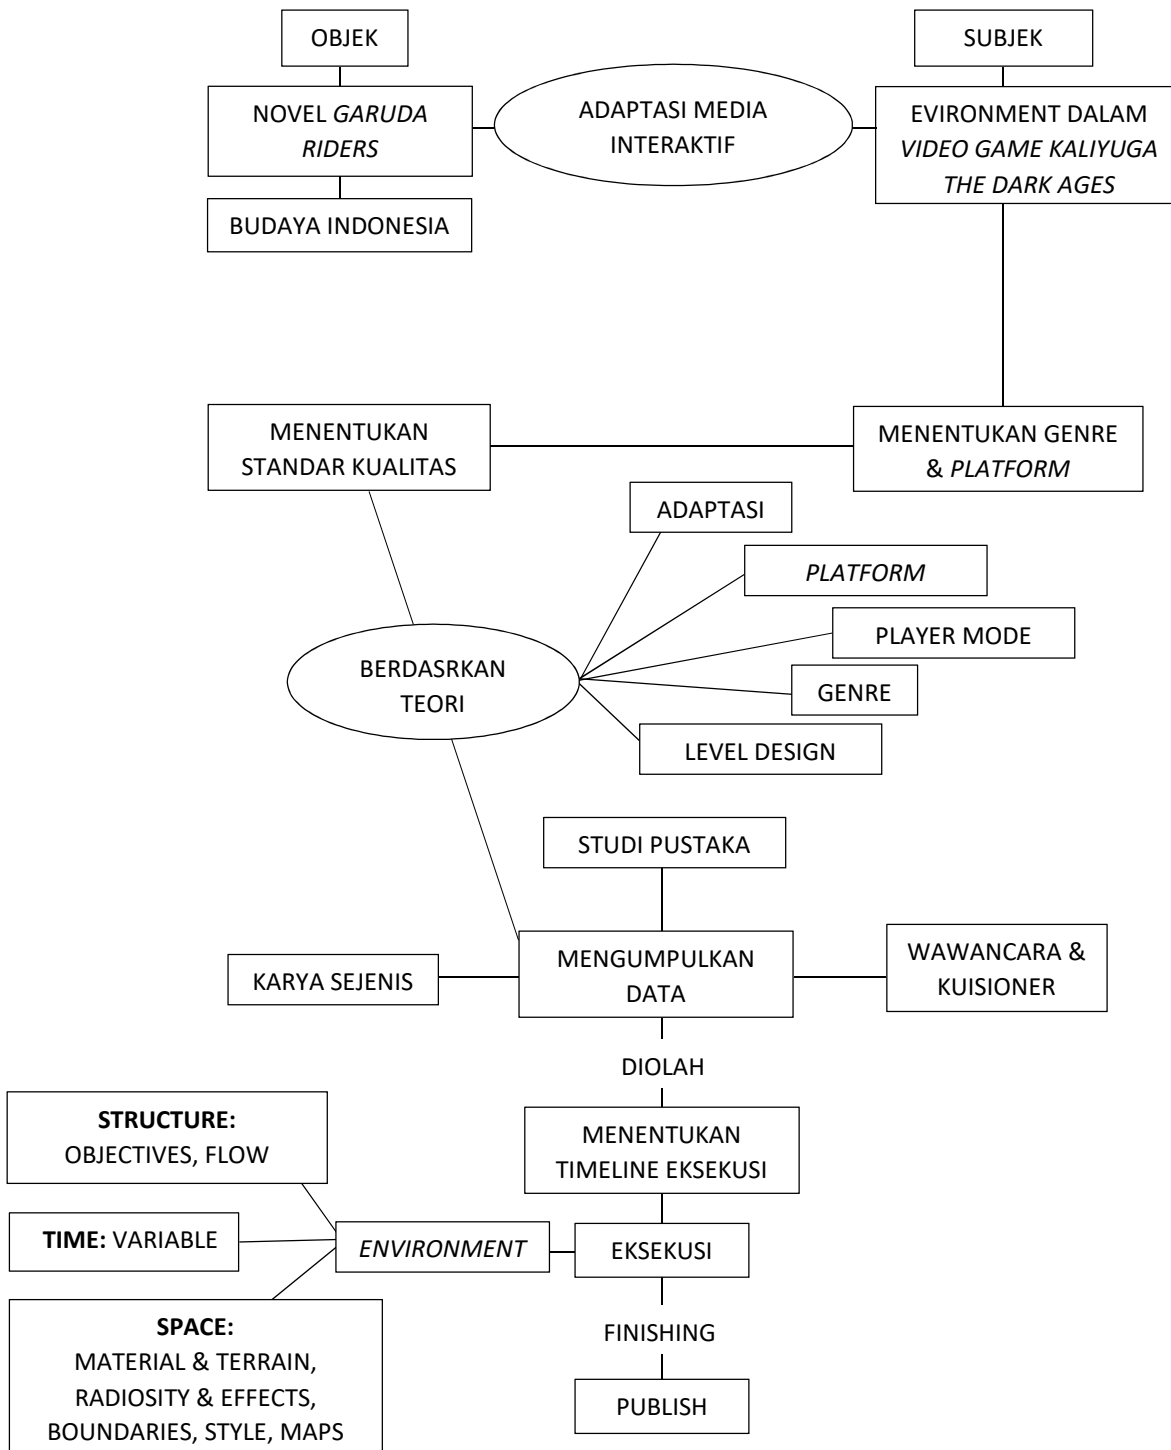 OBJEK
SUBJEK
NOVEL GARUDA
RIDERS
ADAPTASI MEDIA
INTERAKTIF
EVIRONMENT DALAM
VIDEO GAME KALIYUGA
THE DARK AGES
BUDAYA INDONESIA
MENENTUKAN
STANDAR KUALITAS
MENENTUKAN GENRE
& PLATFORM
ADAPTASI
PLATFORM
PLAYER MODE
BERDASRKAN
TEORI
GENRE
LEVEL DESIGN
STUDI PUSTAKA
KARYA SEJENIS
MENGUMPULKAN
DATA
WAWANCARA &
KUISIONER
DIOLAH
STRUCTURE:
OBJECTIVES, FLOW
MENENTUKAN
TIMELINE EKSEKUSI
TIME: VARIABLE
ENVIRONMENT
EKSEKUSI
SPACE:
MATERIAL & TERRAIN,
RADIOSITY & EFFECTS,
BOUNDARIES, STYLE, MAPS
FINISHING
PUBLISH